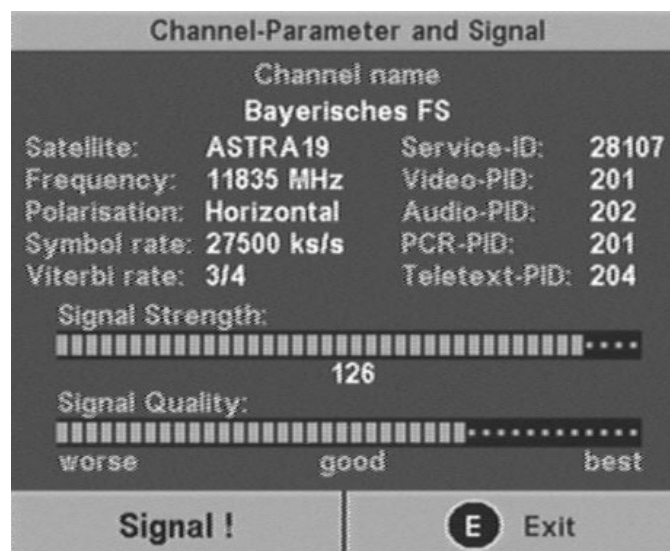 Channel-Parameter and Signal
Channel name
Bayerisches FS
Satellite: ASTRA19 Service-ID: 28107
Frequency: 11835 MHz Video-PID: 201
Polarisation: Horizontal Audio-PID: 202
Symbol rate: 27500 ks/s PCR-PID: 201
Viterbi rate: 3/4 Teletext-PID: 204
Signal Strength:
126
Signal Quality:
worse good best
Signal ! E Exit